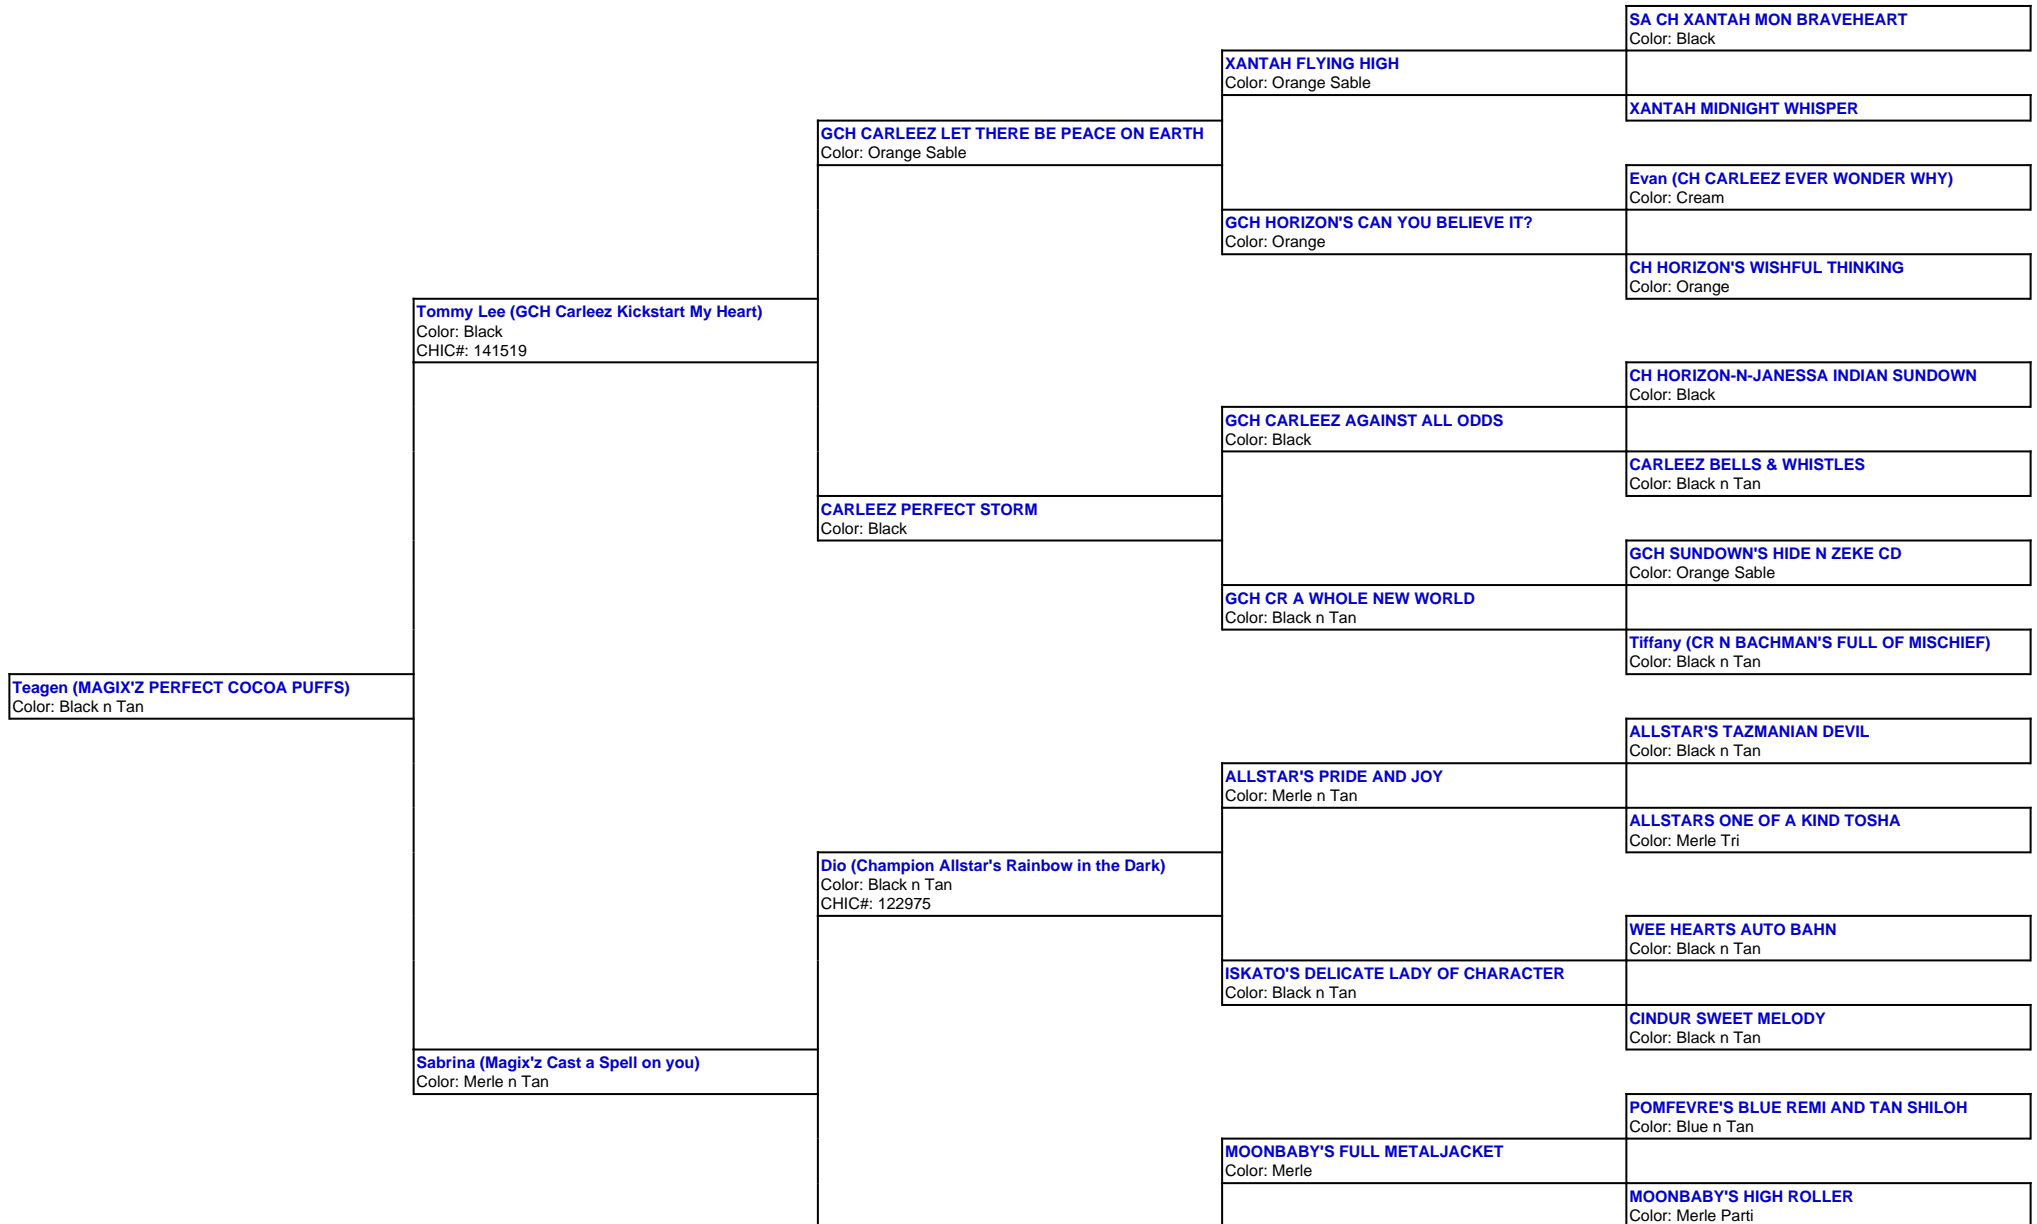 SA CH XANTAH MON BRAVEHEART
Color: Black
XANTAH FLYING HIGH
Color: Orange Sable
XANTAH MIDNIGHT WHISPER
GCH CARLEEZ LET THERE BE PEACE ON EARTH
Color: Orange Sable
Evan (CH CARLEEZ EVER WONDER WHY)
Color: Cream
GCH HORIZON'S CAN YOU BELIEVE IT?
Color: Orange
CH HORIZON'S WISHFUL THINKING
Color: Orange
Tommy Lee (GCH Carleez Kickstart My Heart)
Color: Black
CHIC#: 141519
CH HORIZON-N-JANESSA INDIAN SUNDOWN
Color: Black
GCH CARLEEZ AGAINST ALL ODDS
Color: Black
CARLEEZ BELLS & WHISTLES
Color: Black n Tan
CARLEEZ PERFECT STORM
Color: Black
GCH SUNDOWN'S HIDE N ZEKE CD
Color: Orange Sable
GCH CR A WHOLE NEW WORLD
Color: Black n Tan
Tiffany (CR N BACHMAN'S FULL OF MISCHIEF)
Color: Black n Tan
Teagen (MAGIX'Z PERFECT COCOA PUFFS)
Color: Black n Tan
ALLSTAR'S TAZMANIAN DEVIL
Color: Black n Tan
ALLSTAR'S PRIDE AND JOY
Color: Merle n Tan
ALLSTARS ONE OF A KIND TOSHA
Color: Merle Tri
Dio (Champion Allstar's Rainbow in the Dark)
Color: Black n Tan
CHIC#: 122975
WEE HEARTS AUTO BAHN
Color: Black n Tan
ISKATO'S DELICATE LADY OF CHARACTER
Color: Black n Tan
CINDUR SWEET MELODY
Color: Black n Tan
Sabrina (Magix'z Cast a Spell on you)
Color: Merle n Tan
POMFEVRE'S BLUE REMI AND TAN SHILOH
Color: Blue n Tan
MOONBABY'S FULL METALJACKET
Color: Merle
MOONBABY'S HIGH ROLLER
Color: Merle Parti